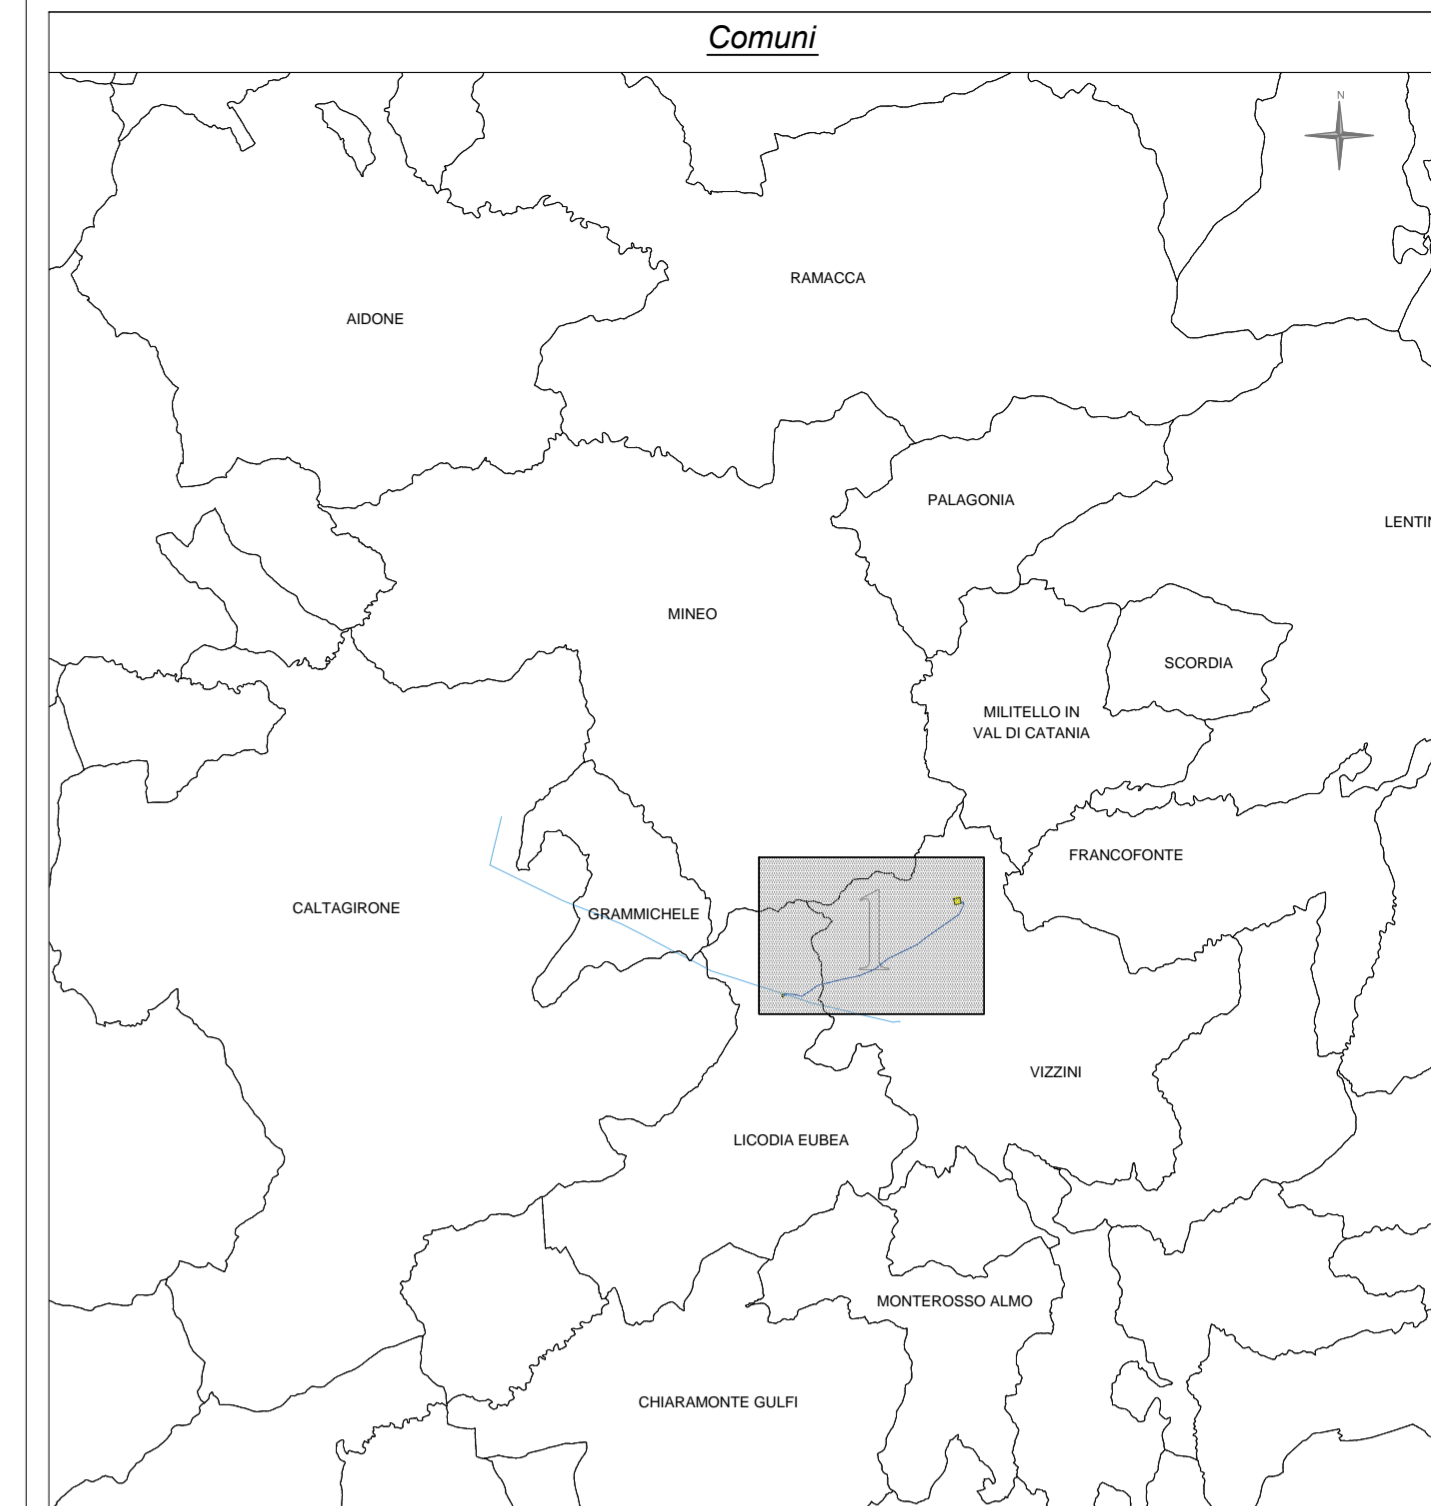 Comuni
N
RAMACCA
AIDONE
PALAGONIA
MINEO
SCORDIA
MILITELLO IN
VAL DI CATANIA
FRANCOFONTE
CALTAGIRONE
GRAMMICHELE
1
VIZZINI
LICODIA EUBEA
MONTEROSSO ALMO
CHIARAMONTE GULFI